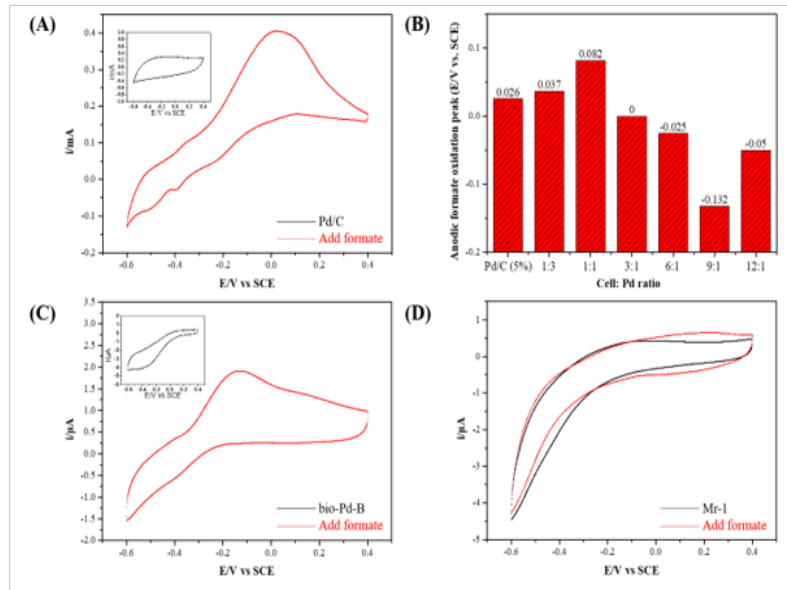 (A)
i/mA
0.4
0.3
0.2
0.1
0.0
-0.1
-0.2
-0.6 -0.4 -0.2 0.0 0.2 0.4
E/V vs SCE
E/V vs SCE
Pd/C
Add formate
(B)
Anodic formate oxidation peak (E/V vs. SCE)
0.1
0.0
-0.1
-0.2
0.026 0.037 0.082 0 -0.025 -0.132 -0.05
Pd/C (5%) 1:3 1:1 3:1 6:1 9:1 12:1
Cell: Pd ratio
(C)
i/µA
3.5
3.0
2.5
2.0
1.5
1.0
0.5
0.0
-0.5
-1.0
-1.5
-2.0
-0.6 -0.4 -0.2 0.0 0.2 0.4
E/V vs SCE
E/V vs SCE
bio-Pd-B
Add formate
(D)
i/µA
1
0
-1
-2
-3
-4
-5
-0.6 -0.4 -0.2 0.0 0.2 0.4
E/V vs SCE
Mr-1
Add formate